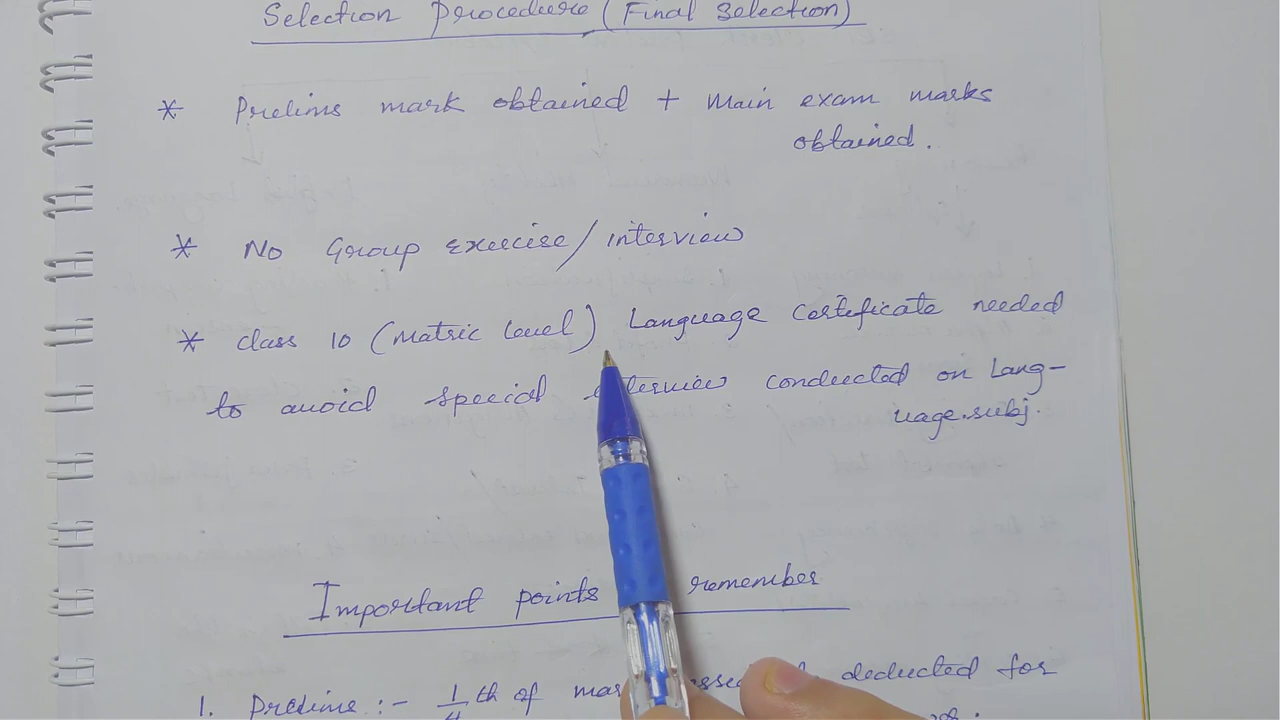 Selection Procedure (Final Selection)
* Prelims mark obtained + Main exam marks
obtained.
* No Group exercise/interview
* Class 10 (Matric level) Language certificate needed
to avoid special interview conducted on Lang-
uage.subj.
Important points remember
1. Prelims :- 1/4 th of deducted for